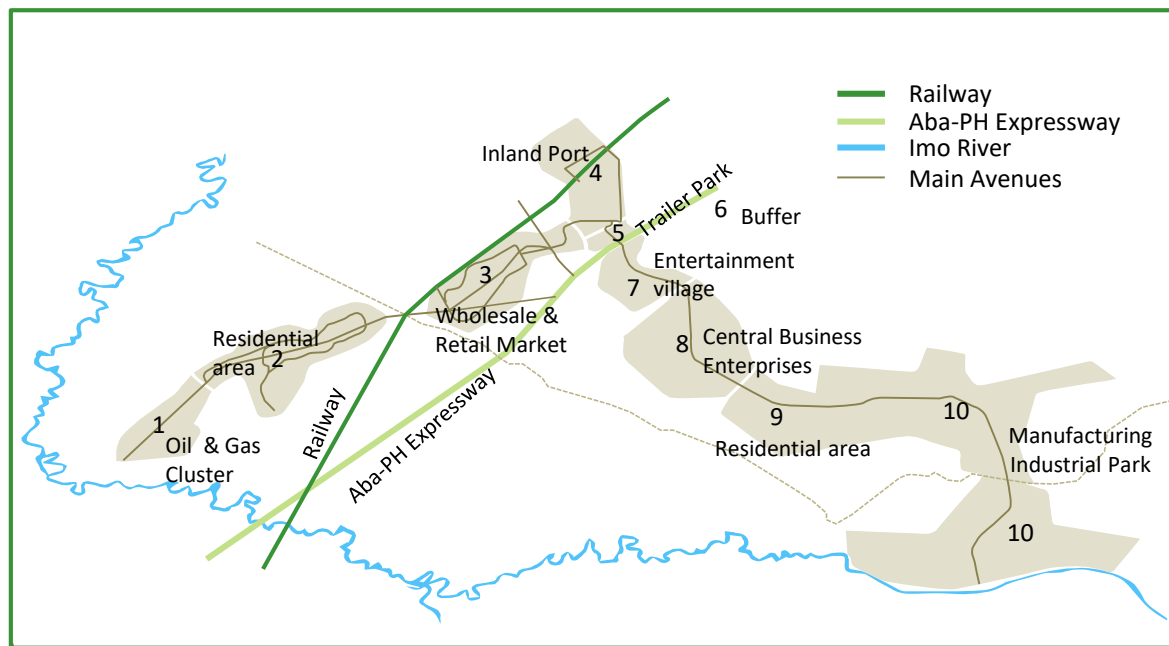 Railway
Aba-PH Expressway
Imo River
Main Avenues
Inland Port
4
Trailer Park
6
Buffer
5
3
Entertainment
village
7
Wholesale &
Retail Market
Residential
area
2
8
Central Business
Enterprises
1
Oil & Gas
Cluster
Railway
Aba-PH Expressway
9
Residential area
10
Manufacturing
Industrial Park
10